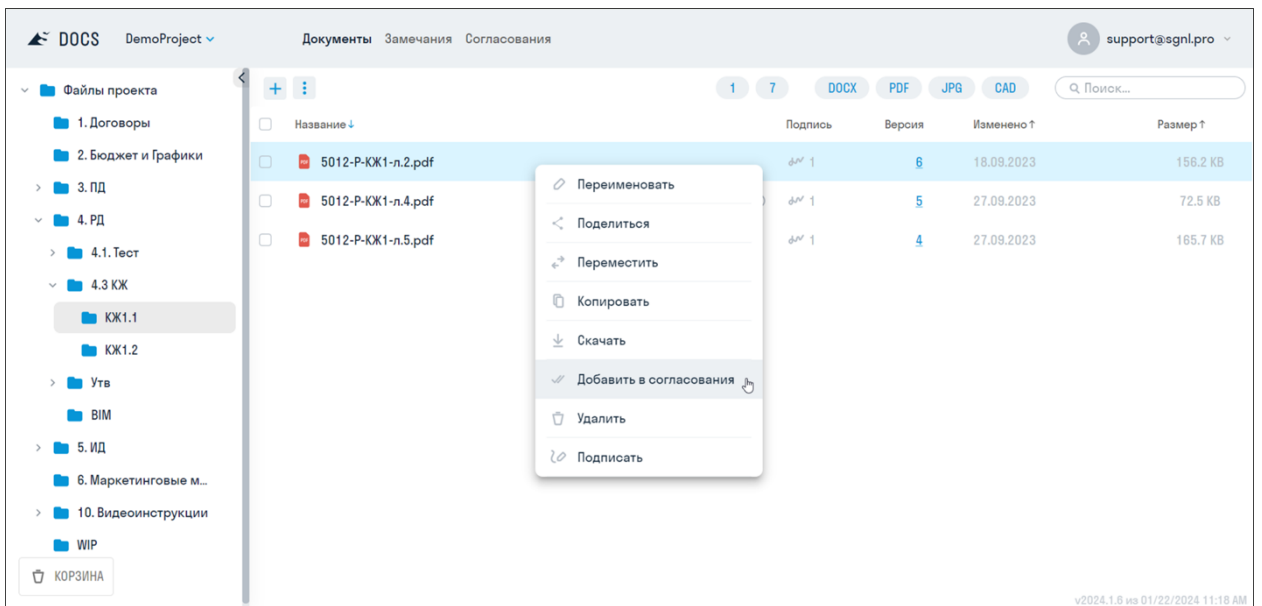 DOCS DemoProject Документы Замечания Согласования support@sgnl.pro
Файлы проекта
1. Договоры
2. Бюджет и Графики
3. ПД
4. РД
4.1. Тест
4.3 КЖ
КЖ1.1
КЖ1.2
Утв
BIM
5. ИД
6. Маркетинговые м...
10. Видеоинструкции
WIP
КОРЗИНА
1 7 DOCX PDF JPG CAD Поиск...
Название↓ Подпись Версия Изменено↑ Размер↑
PDF 5012-Р-КЖ1-л.2.pdf 1 6 18.09.2023 156.2 KB
PDF 5012-Р-КЖ1-л.4.pdf 1 5 27.09.2023 72.5 KB
PDF 5012-Р-КЖ1-л.5.pdf 1 4 27.09.2023 165.7 KB
Переименовать
Поделиться
Переместить
Копировать
Скачать
Добавить в согласования
Удалить
Подписать
v2024.1.6 из 01/22/2024 11:18 AM